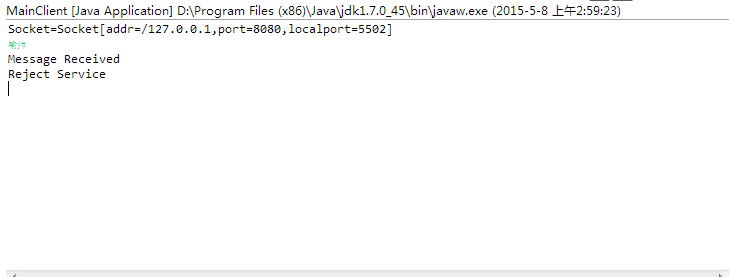 MainClient [Java Application] D:\Program Files (x86)\Java\jdk1.7.0_45\bin\javaw.exe (2015-5-8 上午2:59:23)
Socket=Socket[addr=/127.0.0.1,port=8080,localport=5502]
Message Received
Reject Service